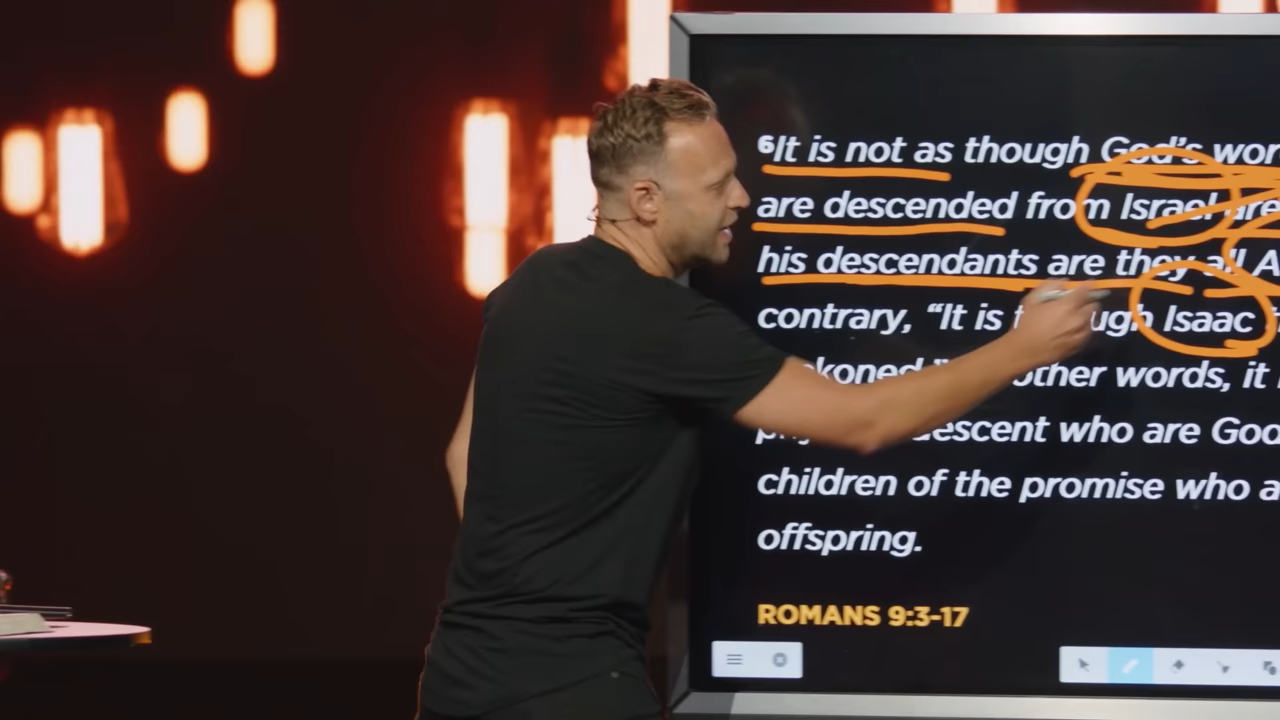 ⁶It is not as though God's wor
are descended from Israel are
his descendants are they all A
contrary, “It is through Isaac
other words, it
descent who are God
children of the promise who a
offspring.
ROMANS 9:3-17